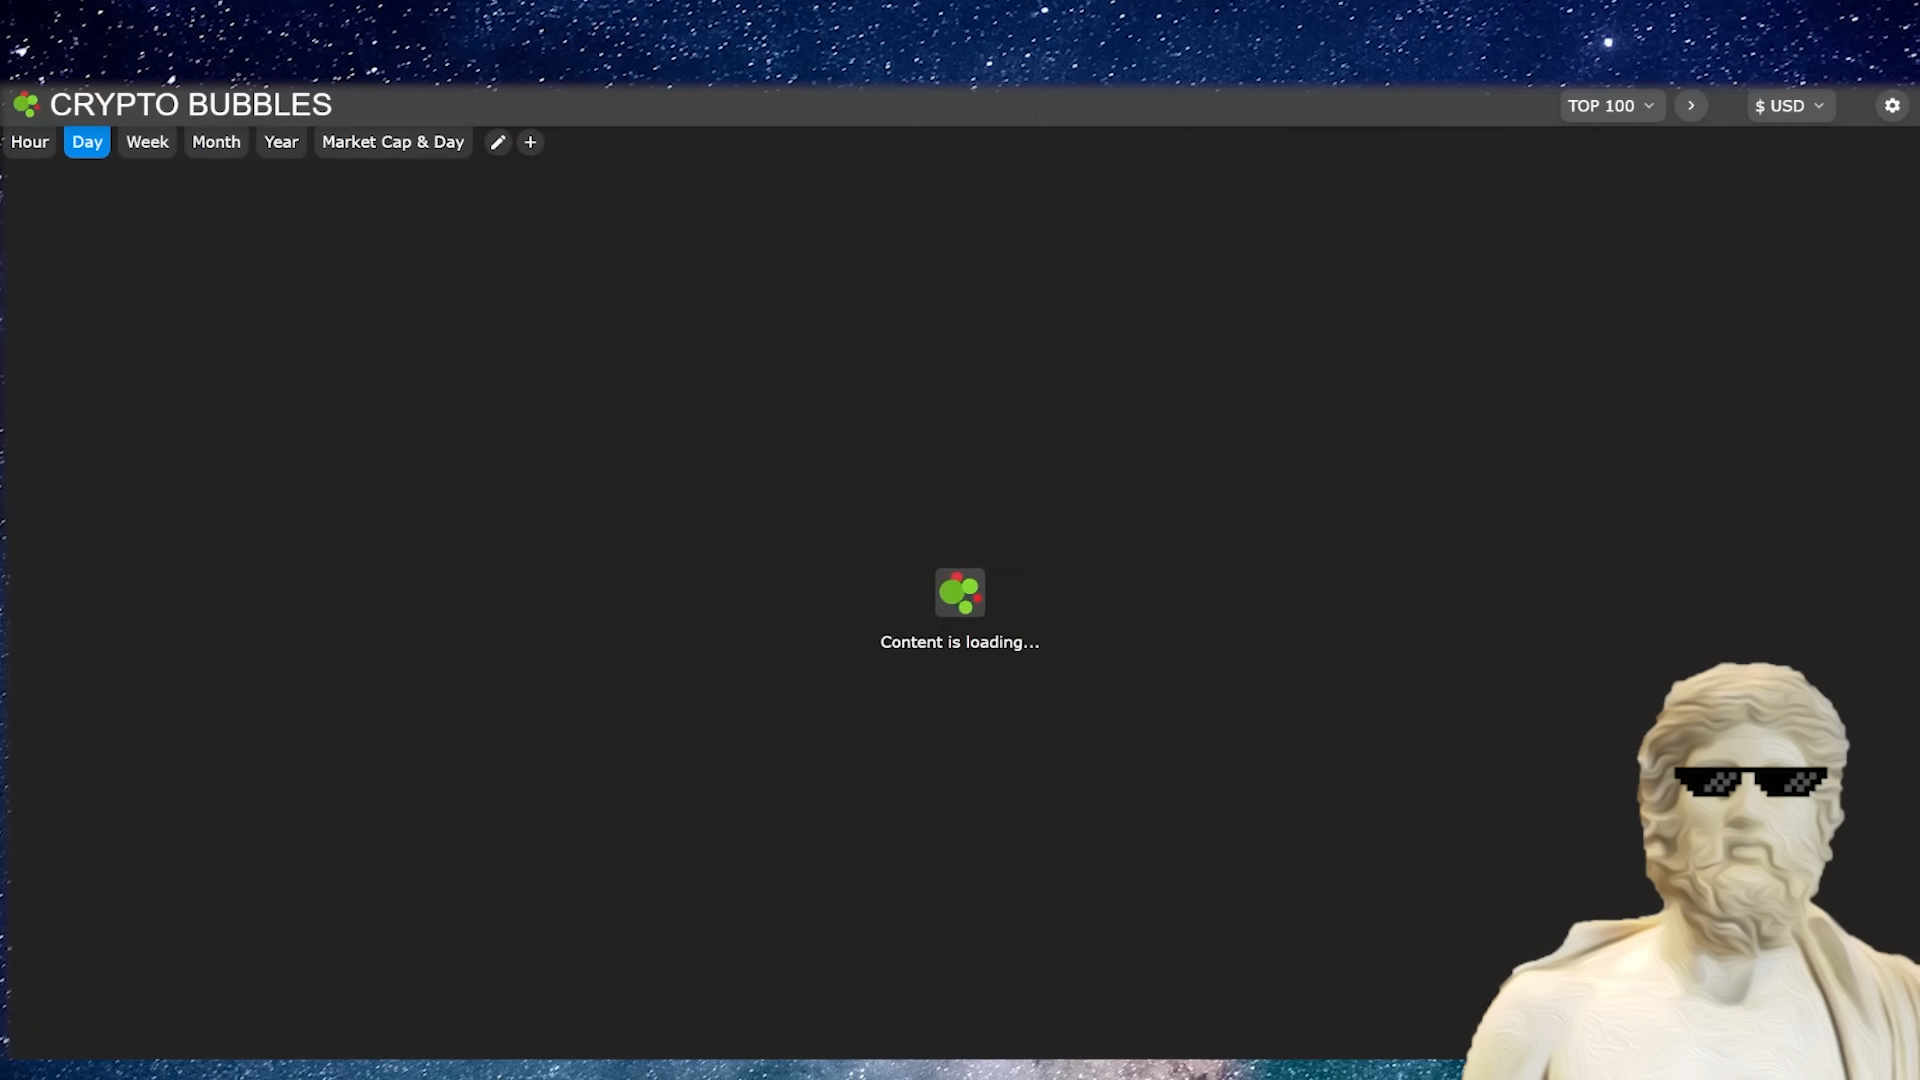 CRYPTO BUBBLES
TOP 100
$ USD
Hour
Day
Week
Month
Year
Market Cap & Day
Content is loading...